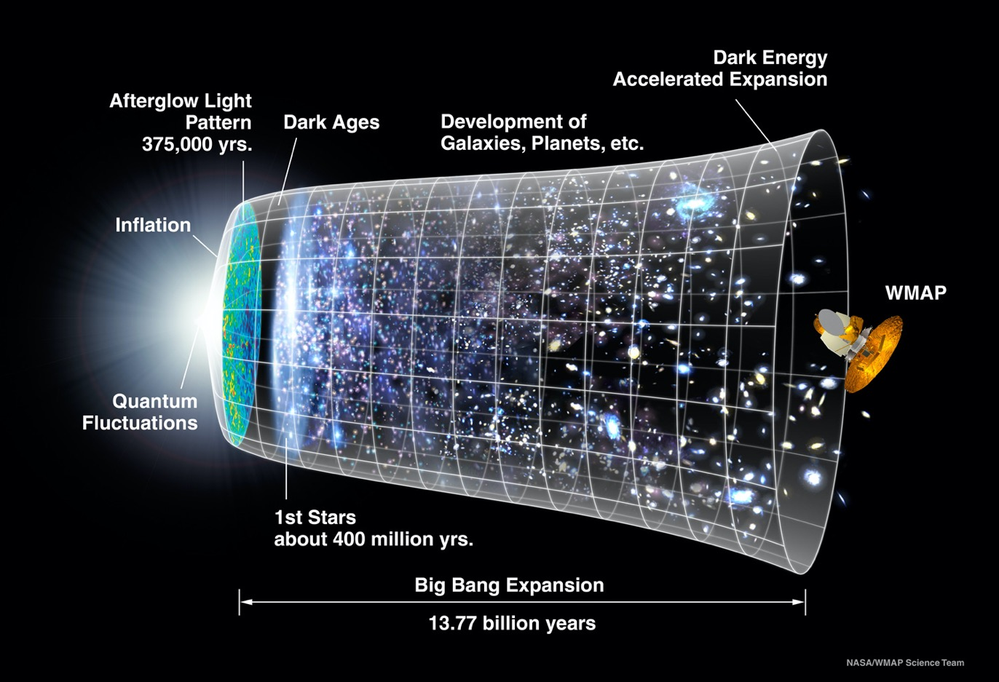 Dark Energy
Accelerated Expansion
Afterglow Light
Pattern
375,000 yrs.
Dark Ages
Development of
Galaxies, Planets, etc.
Inflation
WMAP
Quantum
Fluctuations
1st Stars
about 400 million yrs.
Big Bang Expansion
13.77 billion years
NASA/WMAP Science Team